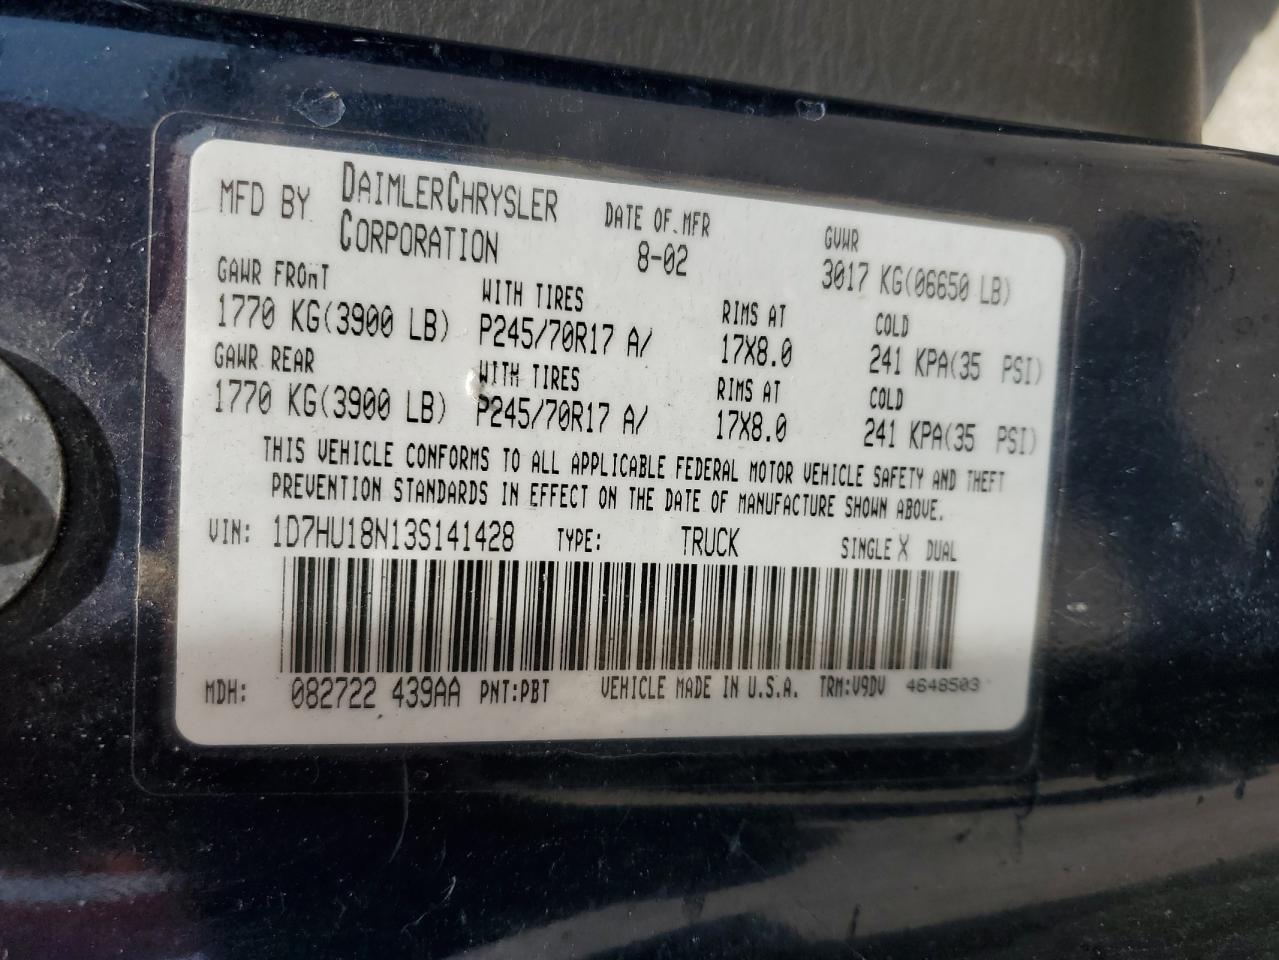 MFD BY DAIMLERCHRYSLER CORPORATION DATE OF MFR 8-02 GVWR 3017 KG(06650 LB)
GAWR FROnT WITH TIRES RIMS AT COLD
1770 KG(3900 LB) P245/70R17 A/ 17X8.0 241 KPA(35 PSI)
GAWR REAR WITH TIRES RIMS AT COLD
1770 KG(3900 LB) P245/70R17 A/ 17X8.0 241 KPA(35 PSI)
THIS VEHICLE CONFORMS TO ALL APPLICABLE FEDERAL MOTOR VEHICLE SAFETY AND THEFT
PREVENTION STANDARDS IN EFFECT ON THE DATE OF MANUFACTURE SHOWN ABOVE.
VIN: 1D7HU18N13S141428 TYPE: TRUCK SINGLE X DUAL
MDH: 082722 439AA PNT:PBT VEHICLE MADE IN U.S.A. TRM:V9DV 4648503